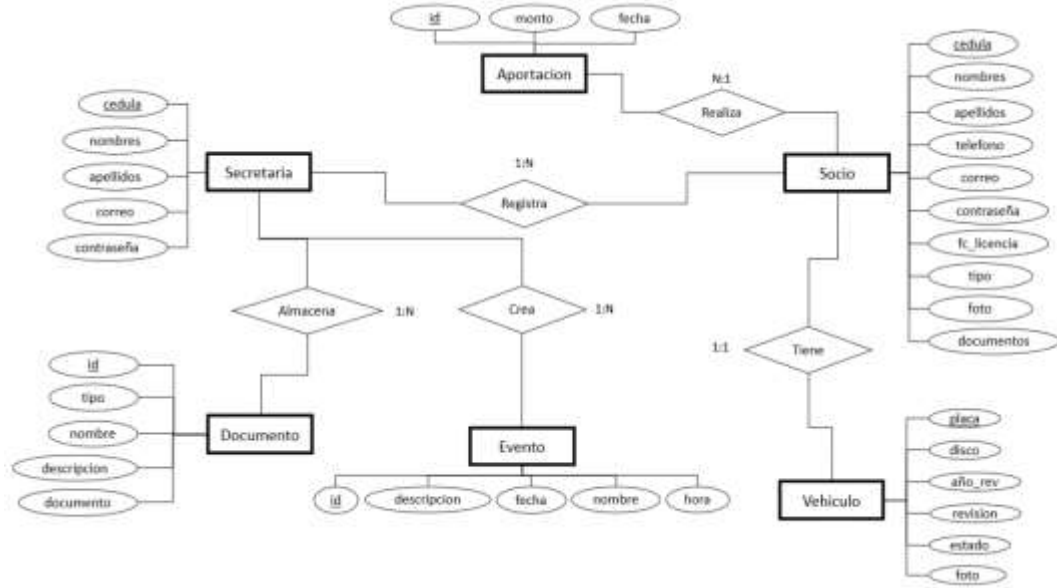 id
monto
fecha
Aportacion
N:1
Realiza
cedula
nombres
apellidos
correo
contraseña
Secretaria
1:N
Registra
Socio
cedula
nombres
apellidos
telefono
correo
contraseña
fc_licencia
tipo
foto
documentos
Almacena
1:N
Crea
1:N
1:1
Tiene
id
tipo
nombre
descripcion
documento
Documento
Evento
id
descripcion
fecha
nombre
hora
Vehiculo
placa
disco
año_rev
revision
estado
foto